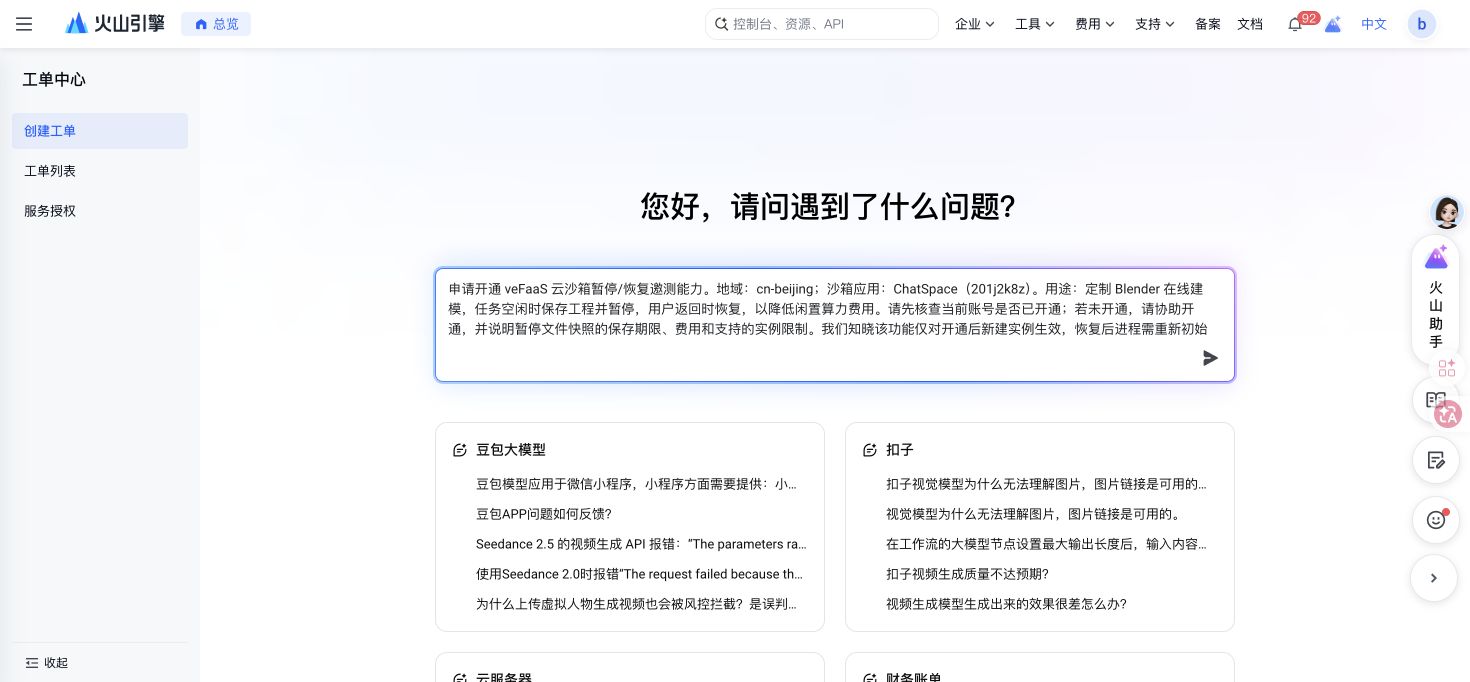 火山引擎
总览
控制台、资源、API
企业
工具
费用
支持
备案
文档
92
中文
b
工单中心
创建工单
工单列表
服务授权
收起
您好，请问遇到了什么问题?
申请开通 veFaaS 云沙箱暂停/恢复邀测能力。地域：cn-beijing；沙箱应用：ChatSpace（201j2k8z）。用途：定制 Blender 在线建
模，任务空闲时保存工程并暂停，用户返回时恢复，以降低闲置算力费用。请先核查当前账号是否已开通；若未开通，请协助开
通，并说明暂停文件快照的保存期限、费用和支持的实例限制。我们知晓该功能仅对开通后新建实例生效，恢复后进程需重新初始
豆包大模型
豆包模型应用于微信小程序，小程序方面需要提供：小...
豆包APP问题如何反馈?
Seedance 2.5 的视频生成 API 报错："The parameters ra...
使用Seedance 2.0时报错"The request failed because th...
为什么上传虚拟人物生成视频也会被风控拦截？是误判...
扣子
扣子视觉模型为什么无法理解图片，图片链接是可用的...
视觉模型为什么无法理解图片，图片链接是可用的。
在工作流的大模型节点设置最大输出长度后，输入内容...
扣子视频生成质量不达预期?
视频生成模型生成出来的效果很差怎么办?
云服务器
财务账单
火
山
助
手